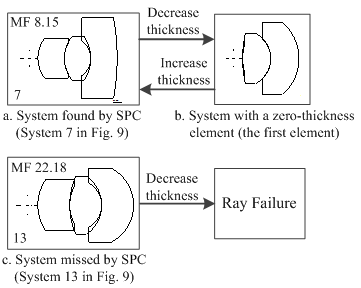 MF 8.15
7
Decrease
thickness
Increase
thickness
a. System found by SPC
(System 7 in Fig. 9)
b. System with a zero-thickness
element (the first element)
MF 22.18
13
Decrease
thickness
Ray Failure
c. System missed by SPC
(System 13 in Fig. 9)